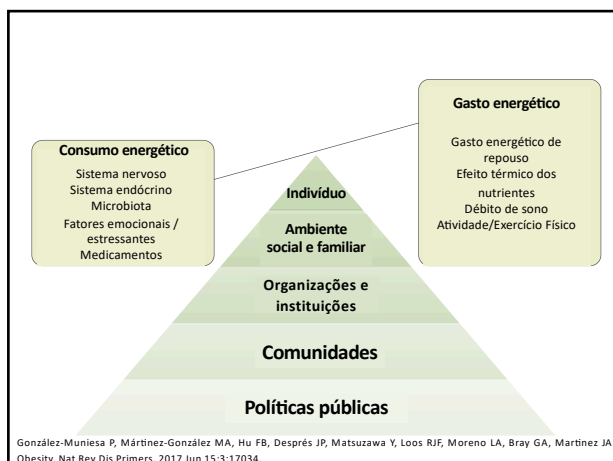 Consumo energético
Sistema nervoso
Sistema endócrino
Microbiota
Fatores emocionais /
estressantes
Medicamentos
Gasto energético
Gasto energético de
repouso
Efeito térmico dos
nutrientes
Débito de sono
Atividade/Exercício Físico
Indivíduo
Ambiente
social e familiar
Organizações e
instituições
Comunidades
Políticas públicas
González-Muniesa P, Mártinez-González MA, Hu FB, Després JP, Matsuzawa Y, Loos RJF, Moreno LA, Bray GA, Martinez JA
Obesity. Nat Rev Dis Primers. 2017 Jun 15;3:17034.